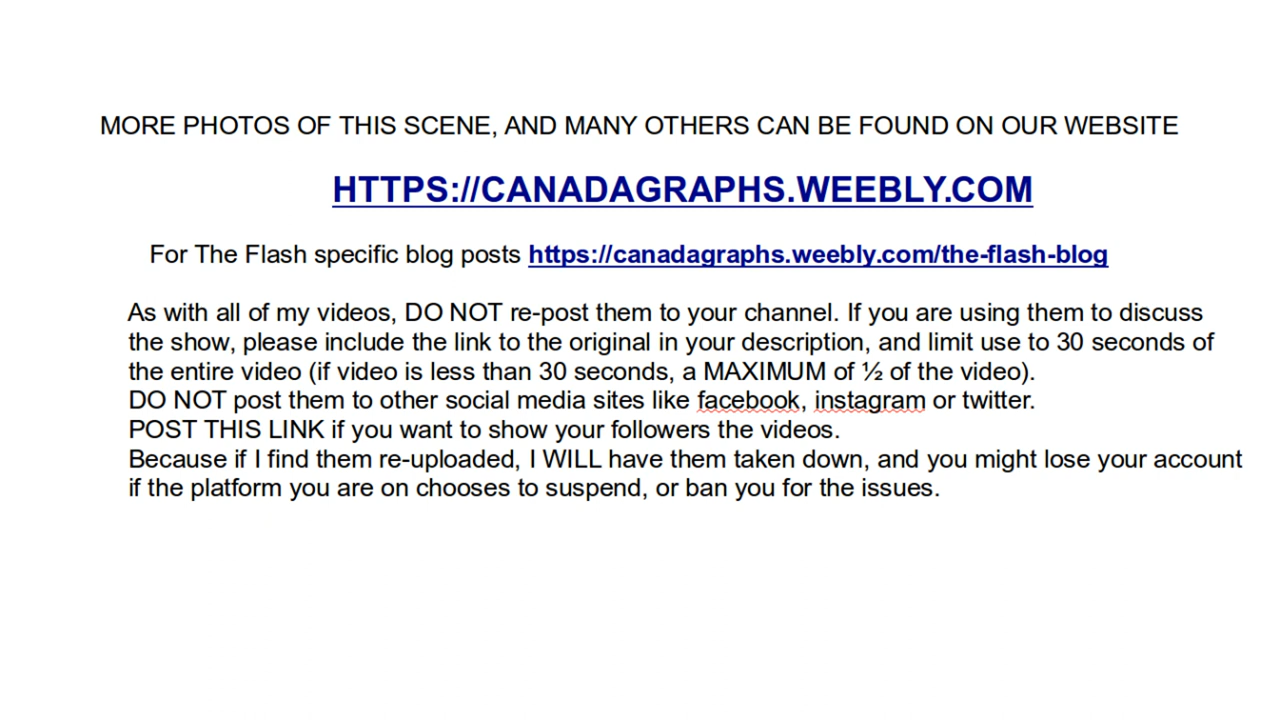 MORE PHOTOS OF THIS SCENE, AND MANY OTHERS CAN BE FOUND ON OUR WEBSITE
HTTPS://CANADAGRAPHS.WEEBLY.COM
For The Flash specific blog posts https://canadagraphs.weebly.com/the-flash-blog
As with all of my videos, DO NOT re-post them to your channel. If you are using them to discuss
the show, please include the link to the original in your description, and limit use to 30 seconds of
the entire video (if video is less than 30 seconds, a MAXIMUM of ½ of the video).
DO NOT post them to other social media sites like facebook, instagram or twitter.
POST THIS LINK if you want to show your followers the videos.
Because if I find them re-uploaded, I WILL have them taken down, and you might lose your account
if the platform you are on chooses to suspend, or ban you for the issues.